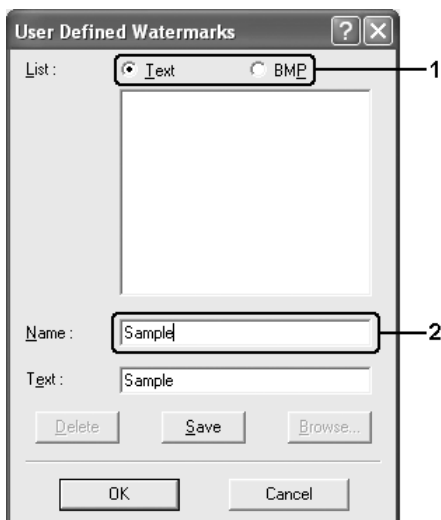 User Defined Watermarks ? X
List : Text BMP 1
Name : Sample 2
Text : Sample
Delete Save Browse...
OK Cancel